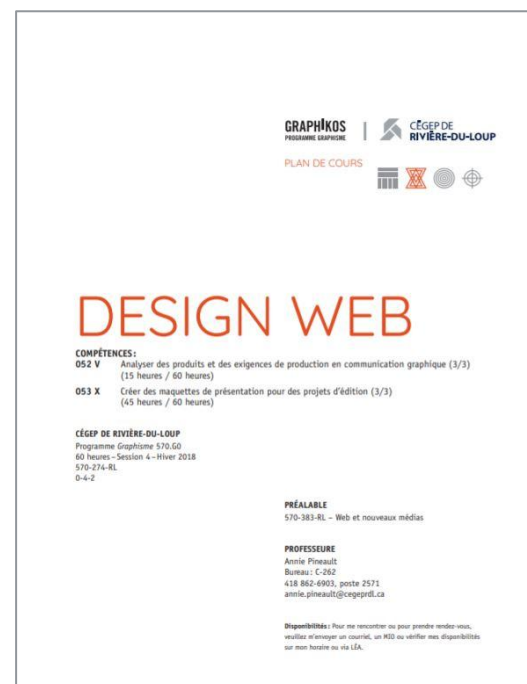 GRAPHIKOS
PROGRAMME GRAPHISME
CÉGEP DE
RIVIÈRE-DU-LOUP
PLAN DE COURS
DESIGN WEB
COMPÉTENCES :
052 V Analyser des produits et des exigences de production en communication graphique (3/3)
(15 heures / 60 heures)
053 X Créer des maquettes de présentation pour des projets d'édition (3/3)
(45 heures / 60 heures)
CÉGEP DE RIVIÈRE-DU-LOUP
Programme Graphisme 570.G0
60 heures – Session 4 – Hiver 2018
570-274-RL
0-4-2
PRÉALABLE
570-383-RL – Web et nouveaux médias
PROFESSEURE
Annie Pineault
Bureau : C-262
418 862-6903, poste 2571
annie.pineault@cegeprdl.ca
Disponibilités : Pour me rencontrer ou pour prendre rendez-vous,
veuillez m'envoyer un courriel, un MIO ou vérifier mes disponibilités
sur mon horaire ou via LÉA.